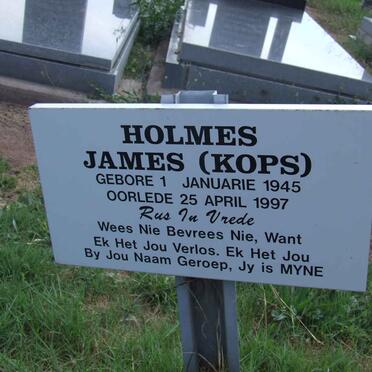 HOLMES
JAMES (KOPS)
GEBORE 1 JANUARIE 1945
OORLEDE 25 APRIL 1997
Rus In Vrede
Wees Nie Bevrees Nie, Want
Ek Het Jou Verlos. Ek Het Jou
By Jou Naam Geroep, Jy is MYNE